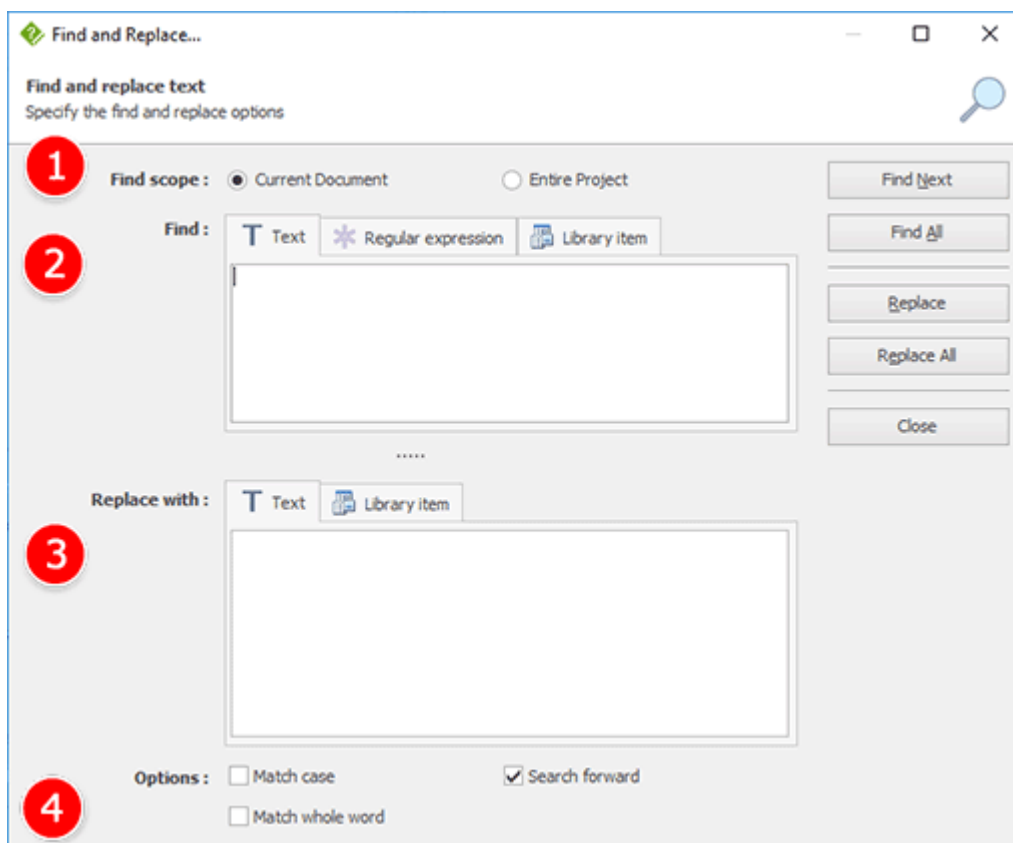 Find and Replace...
Find and replace text
Specify the find and replace options
1
Find scope : Current Document Entire Project Find Next
2
Find : Text Regular expression Library item Find All
Replace
Replace All
Close
.....
3
Replace with : Text Library item
4
Options : Match case Search forward
Match whole word